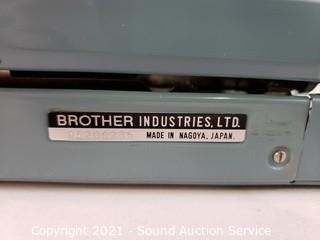 BROTHER INDUSTRIES, LTD.
MADE IN NAGOYA, JAPAN.
Copyright 2021 - Sound Auction Service